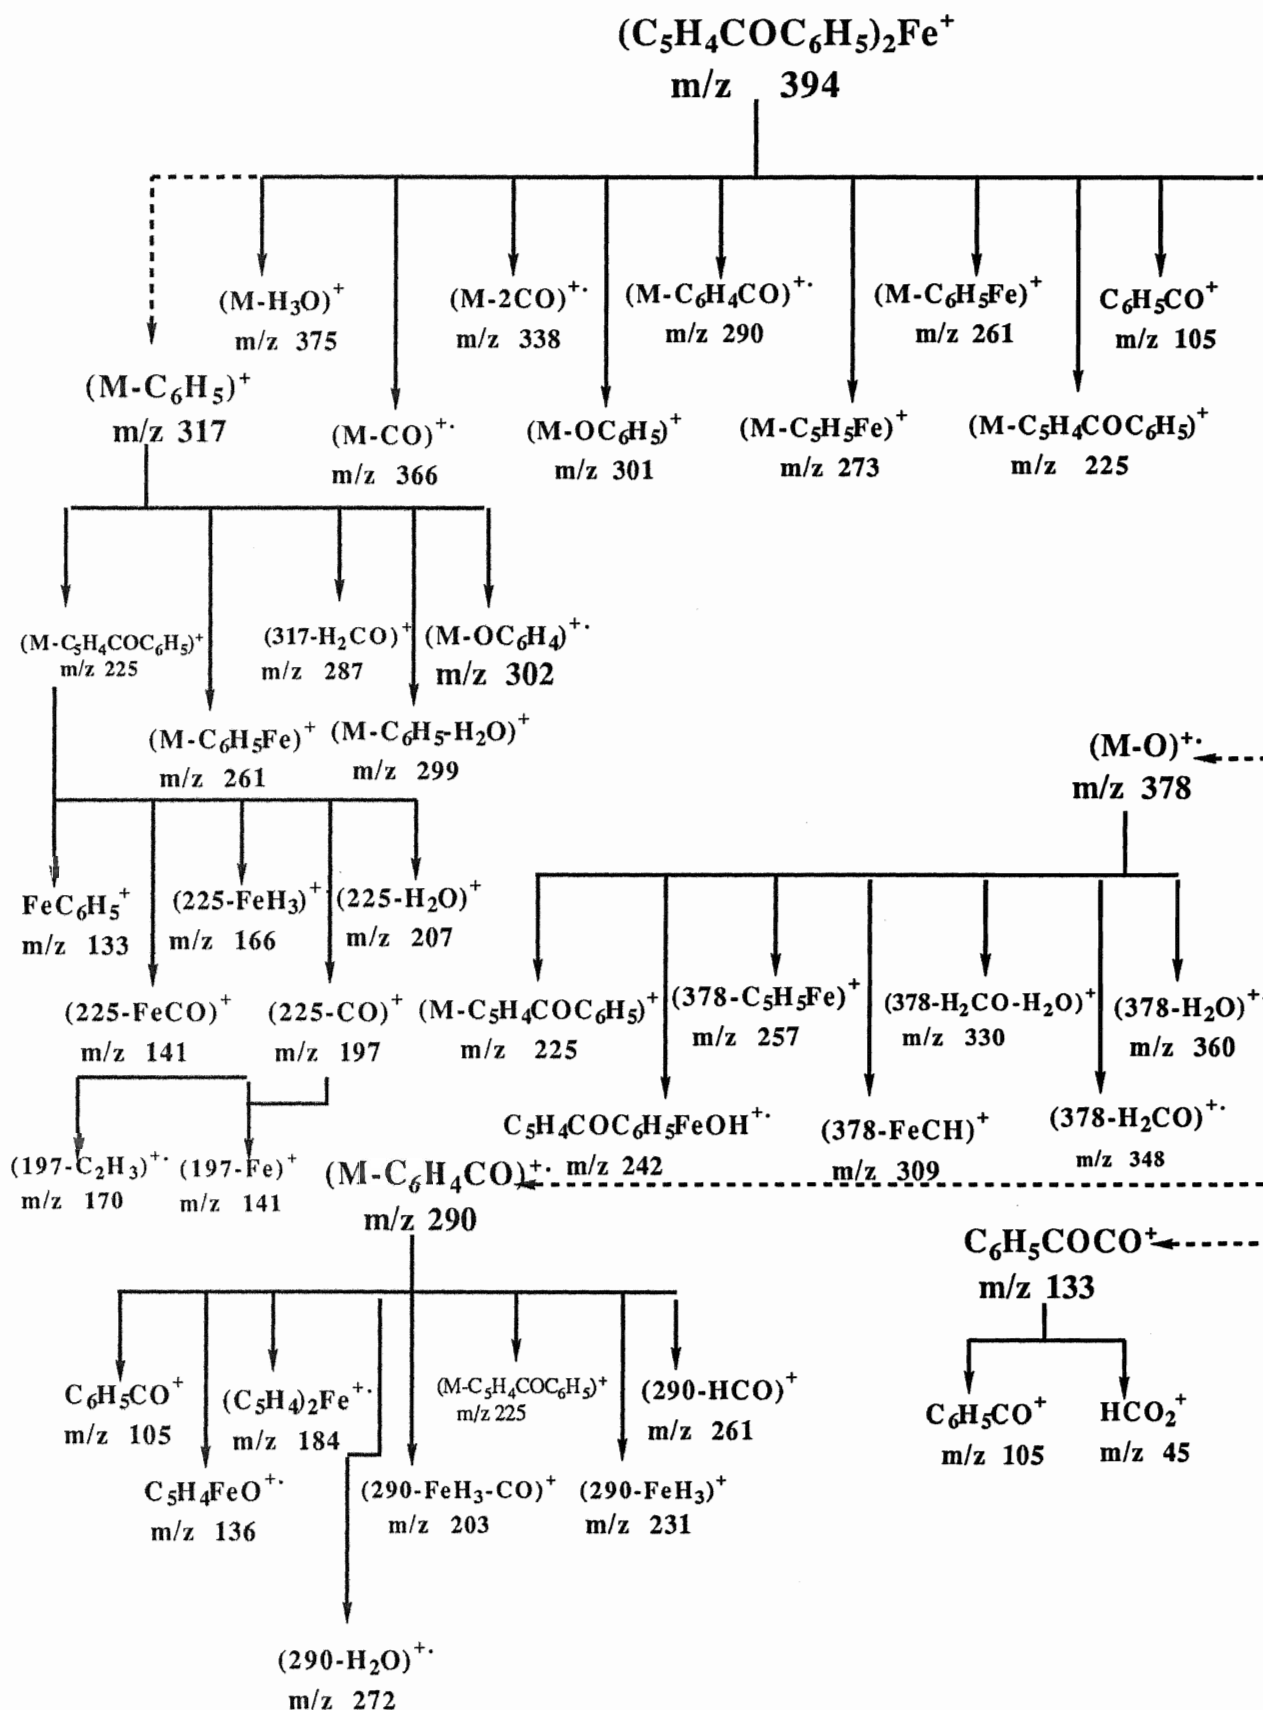 (C₅H₄COC₆H₅)₂Fe⁺
m/z 394
(M-H₃O)⁺
m/z 375
(M-2CO)⁺·
m/z 338
(M-C₆H₄CO)⁺·
m/z 290
(M-C₆H₅Fe)⁺
m/z 261
C₆H₅CO⁺
m/z 105
(M-C₆H₅)⁺
m/z 317
(M-CO)⁺·
m/z 366
(M-OC₆H₅)⁺
m/z 301
(M-C₅H₅Fe)⁺
m/z 273
(M-C₅H₄COC₆H₅)⁺
m/z 225
(M-C₅H₄COC₆H₅)⁺
m/z 225
(317-H₂CO)⁺
m/z 287
(M-OC₆H₄)⁺·
m/z 302
(M-C₆H₅Fe)⁺
m/z 261
(M-C₆H₅-H₂O)⁺
m/z 299
(M-O)⁺·
m/z 378
FeC₆H₅⁺
m/z 133
(225-FeH₃)⁺·
m/z 166
(225-H₂O)⁺
m/z 207
(225-FeCO)⁺
m/z 141
(225-CO)⁺
m/z 197
(M-C₅H₄COC₆H₅)⁺
m/z 225
(378-C₅H₅Fe)⁺
m/z 257
(378-H₂CO-H₂O)⁺
m/z 330
(378-H₂O)⁺·
m/z 360
C₅H₄COC₆H₅FeOH⁺·
m/z 242
(378-FeCH)⁺
m/z 309
(378-H₂CO)⁺·
m/z 348
(197-C₂H₃)⁺·
m/z 170
(197-Fe)⁺
m/z 141
(M-C₆H₄CO)⁺·
m/z 290
C₆H₅COCO⁺
m/z 133
C₆H₅CO⁺
m/z 105
(C₅H₄)₂Fe⁺·
m/z 184
(M-C₅H₄COC₆H₅)⁺
m/z 225
(290-HCO)⁺
m/z 261
C₆H₅CO⁺
m/z 105
HCO₂⁺
m/z 45
C₅H₄FeO⁺·
m/z 136
(290-FeH₃-CO)⁺
m/z 203
(290-FeH₃)⁺
m/z 231
(290-H₂O)⁺·
m/z 272